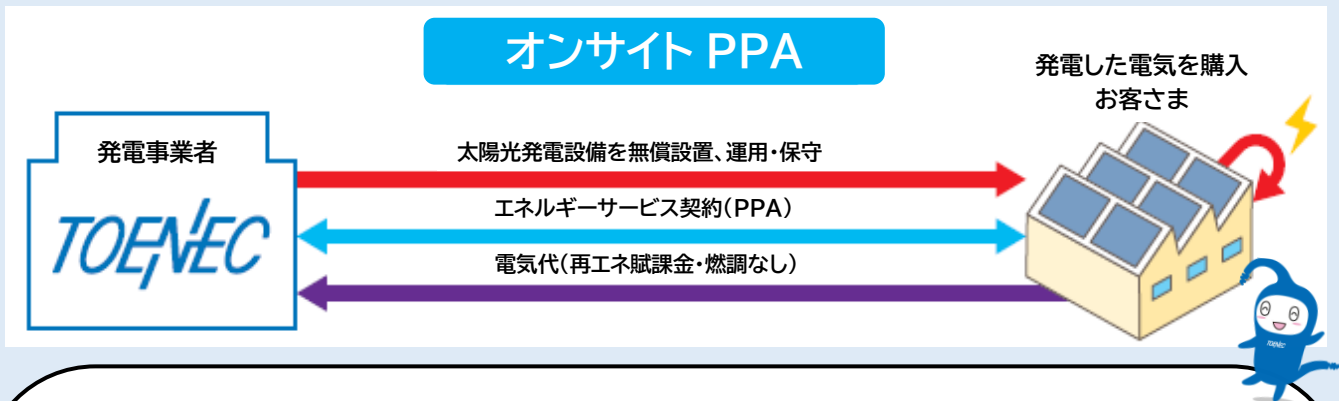 オンサイト PPA
発電した電気を購入
お客さま
発電事業者
TOENEC
太陽光発電設備を無償設置、運用・保守
エネルギーサービス契約(PPA)
電気代(再エネ賦課金・燃調なし)
TOENEC